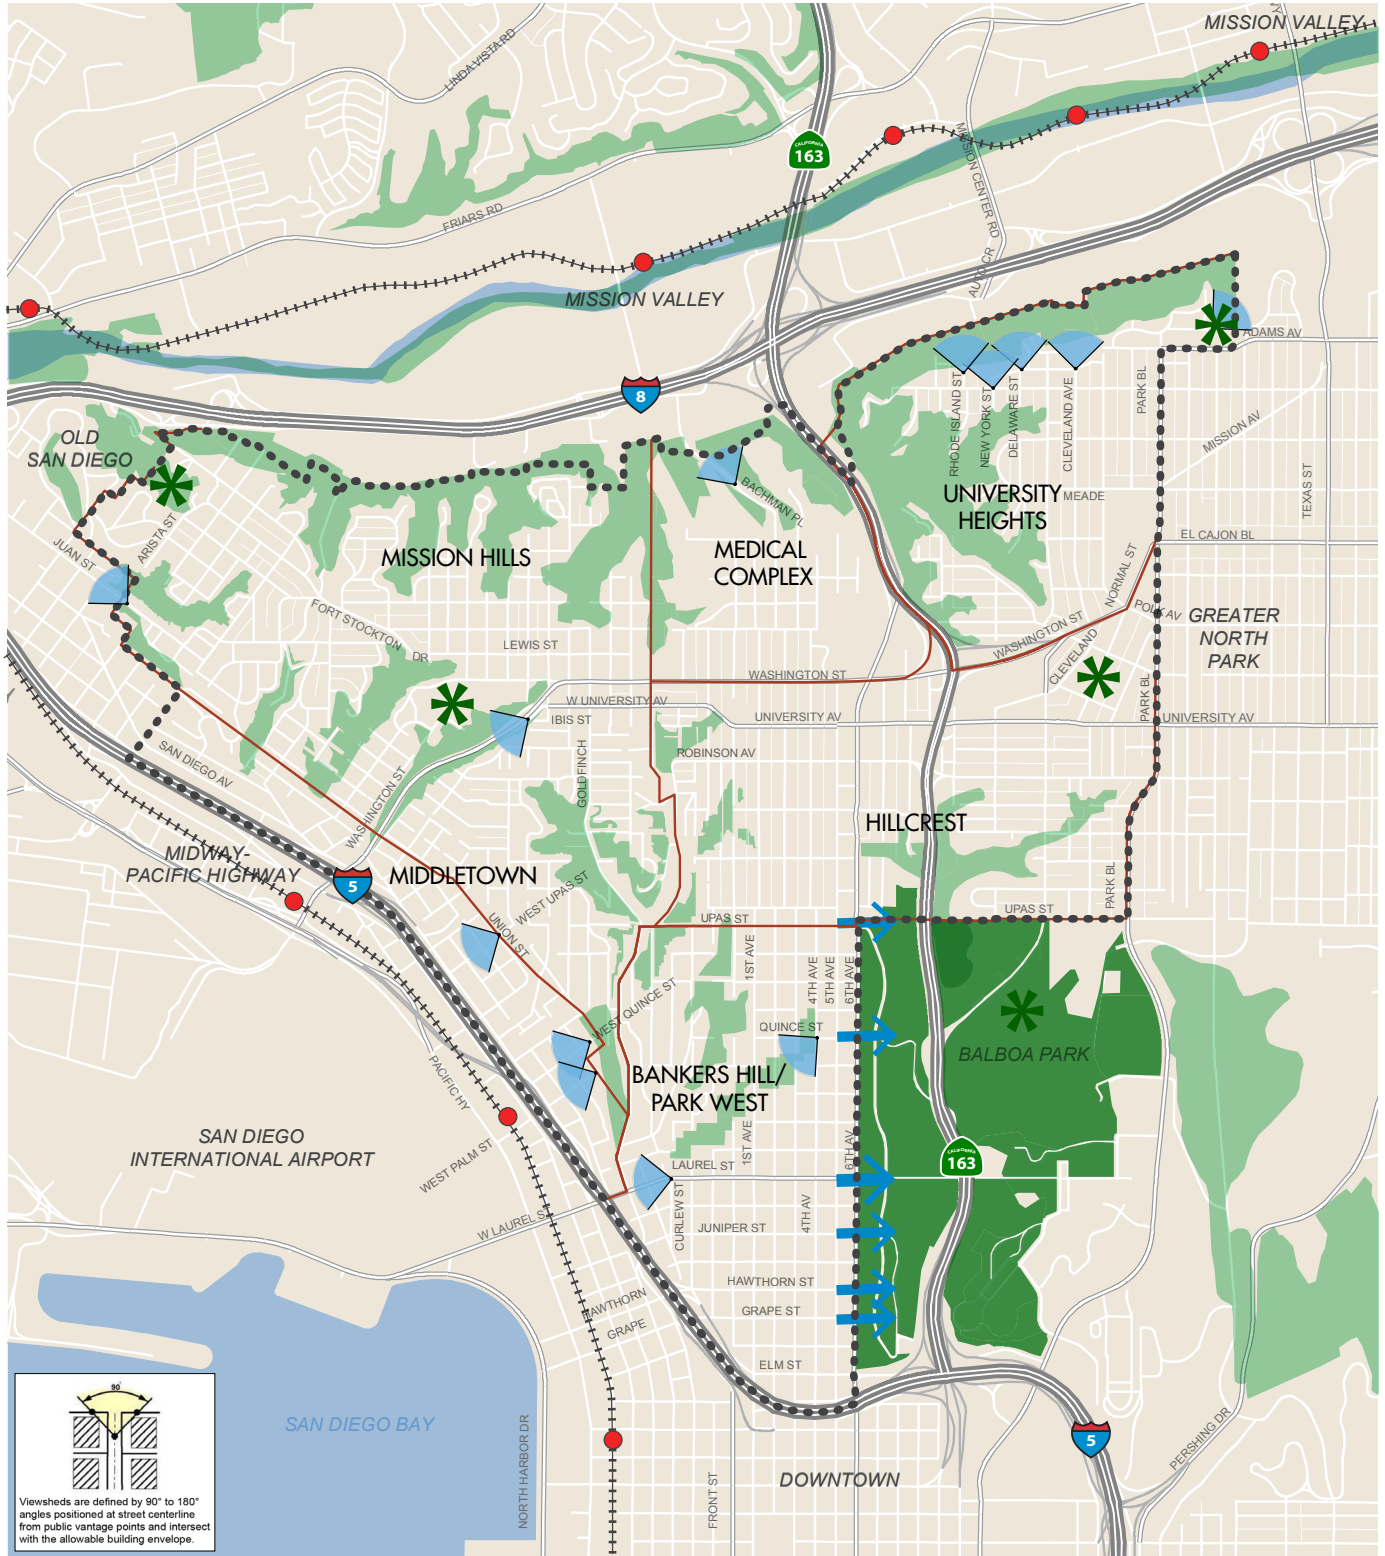 MISSION VALLEY
LINDA VISTA RD
CALIFORNIA
163
MISSION CENTER RD
FRIARS RD
AUTO CR
MISSION VALLEY
ADAMS AV
8
OLD
SAN DIEGO
RHODE ISLAND ST
NEW YORK ST
DELAWARE ST
CLEVELAND AVE
PARK BL
MISSION AV
TEXAS ST
BACHMAN PL
UNIVERSITY
HEIGHTS
MEADE
ARISTA ST
JUAN ST
MISSION HILLS
MEDICAL
COMPLEX
EL CAJON BL
NORMAL ST
POLK AV
GREATER
NORTH
PARK
FORT STOCKTON
DR
LEWIS ST
WASHINGTON ST
CLEVELAND
WASHINGTON ST
W UNIVERSITY AV
IBIS ST
UNIVERSITY AV
PARK BL
UNIVERSITY AV
SAN DIEGO AV
ROBINSON AV
GOLDFINCH
WASHINGTON ST
HILLCREST
MIDWAY-
PACIFIC HIGHWAY
5
MIDDLETOWN
WEST UPAS ST
UNION ST
UPAS ST
UPAS ST
PARK BL
1ST AVE
4TH AVE
5TH AVE
6TH AVE
WEST QUINCE ST
QUINCE ST
BALBOA PARK
PACIFIC HY
BANKERS HILL/
PARK WEST
SAN DIEGO
INTERNATIONAL AIRPORT
WEST PALM ST
1ST AVE
6TH AV
CALIFORNIA
163
LAUREL ST
W LAUREL S
CURLEW ST
JUNIPER ST
4TH AV
HAWTHORN ST
HAWTHORN
GRAPE ST
GRAPE
ELM ST
SAN DIEGO BAY
NORTH HARBOR DR
FRONT ST
DOWNTOWN
5
PERSHING DR
90°
Viewsheds are defined by 90° to 180°
angles positioned at street centerline
from public vantage points and intersect
with the allowable building envelope.